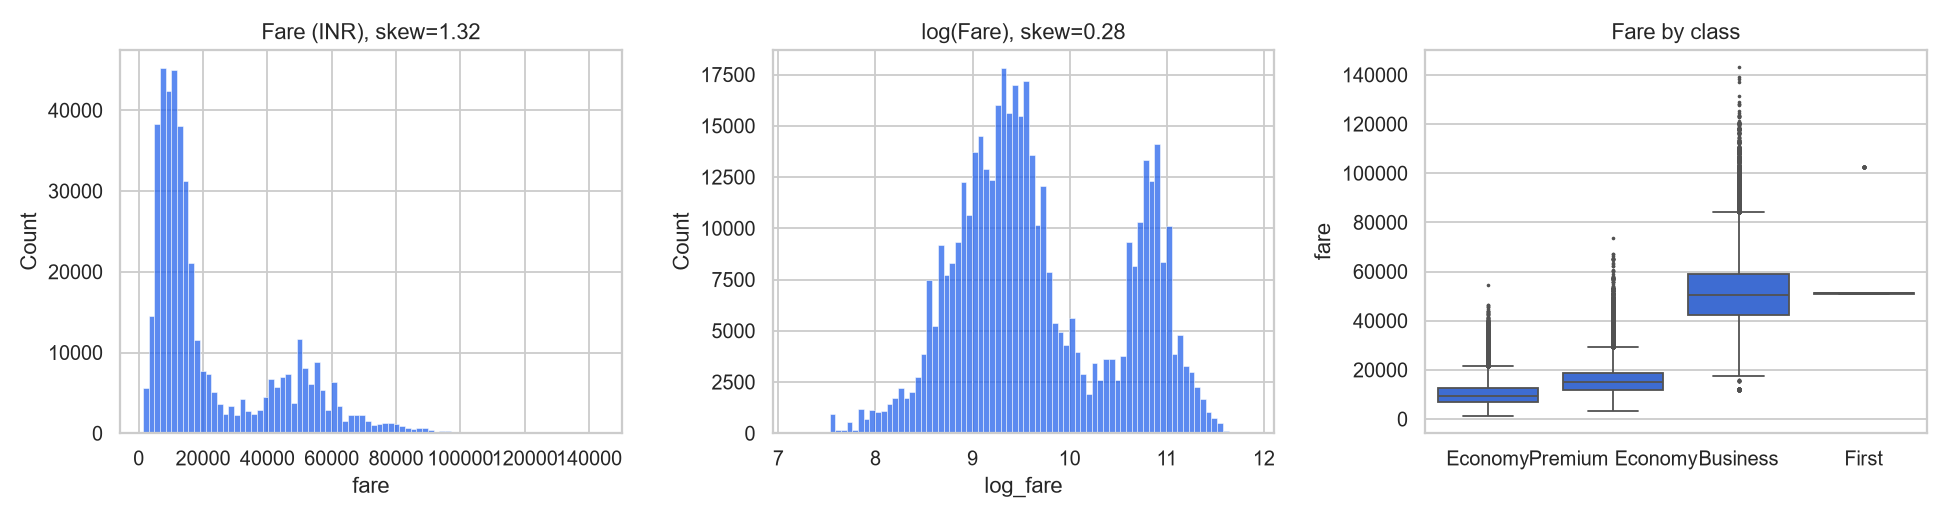 Fare (INR), skew=1.32
40000
30000
20000
10000
0
Count
0 20000 40000 60000 80000 100000 120000 140000
fare
log(Fare), skew=0.28
17500
15000
12500
10000
7500
5000
2500
0
Count
7 8 9 10 11 12
log_fare
Fare by class
140000
120000
100000
80000
60000
40000
20000
0
fare
Economy Premium Economy Business First